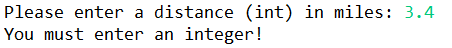 Please enter a distance (int) in miles: 3.4
You must enter an integer!